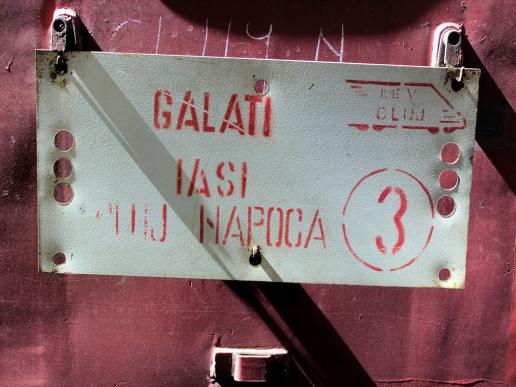 GALATI
REV
CLUJ
IASI
CLUJ NAPOCA
3